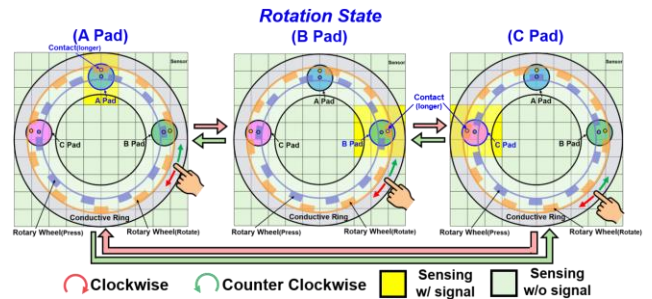 Rotation State
(A Pad)
(B Pad)
(C Pad)
Contact(longer)
Sensor
A Pad
C Pad
B Pad
Conductive Ring
Rotary Wheel(Press)
Rotary Wheel(Rotate)
Sensor
A Pad
Contact
(longer)
C Pad
B Pad
Conductive Ring
Rotary Wheel(Press)
Rotary Wheel(Rotate)
Sensor
A Pad
C Pad
B Pad
Conductive Ring
Rotary Wheel(Press)
Rotary Wheel(Rotate)
Clockwise
Counter Clockwise
Sensing
w/ signal
Sensing
w/o signal